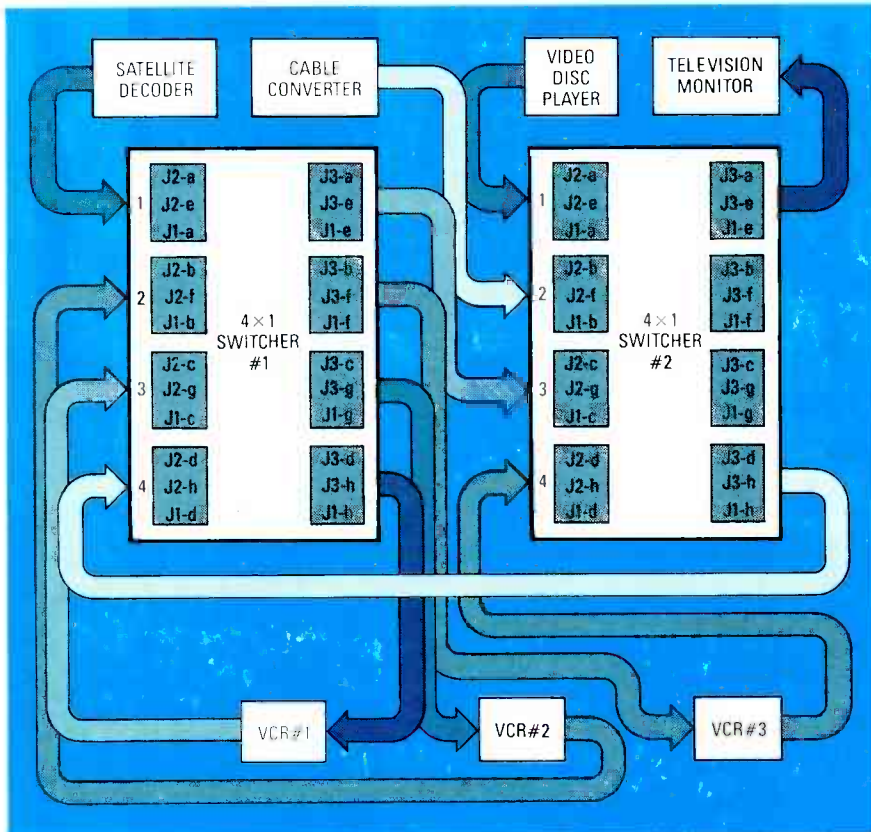 SATELLITE
DECODER
CABLE
CONVERTER
VIDEO
DISC
PLAYER
TELEVISION
MONITOR
1
J2-a
J2-e
J1-a
J3-a
J3-e
J1-e
2
J2-b
J2-f
J1-b
J3-b
J3-f
J1-f
4×1
SWITCHER
#1
3
J2-c
J2-g
J1-c
J3-c
J3-g
J1-g
4
J2-d
J2-h
J1-d
J3-d
J3-h
J1-h
1
J2-a
J2-e
J1-a
J3-a
J3-e
J1-e
2
J2-b
J2-f
J1-b
J3-b
J3-f
J1-f
4×1
SWITCHER
#2
3
J2-c
J2-g
J1-c
J3-c
J3-g
J1-g
4
J2-d
J2-h
J1-d
J3-d
J3-h
J1-h
VCR#1
VCR#2
VCR#3